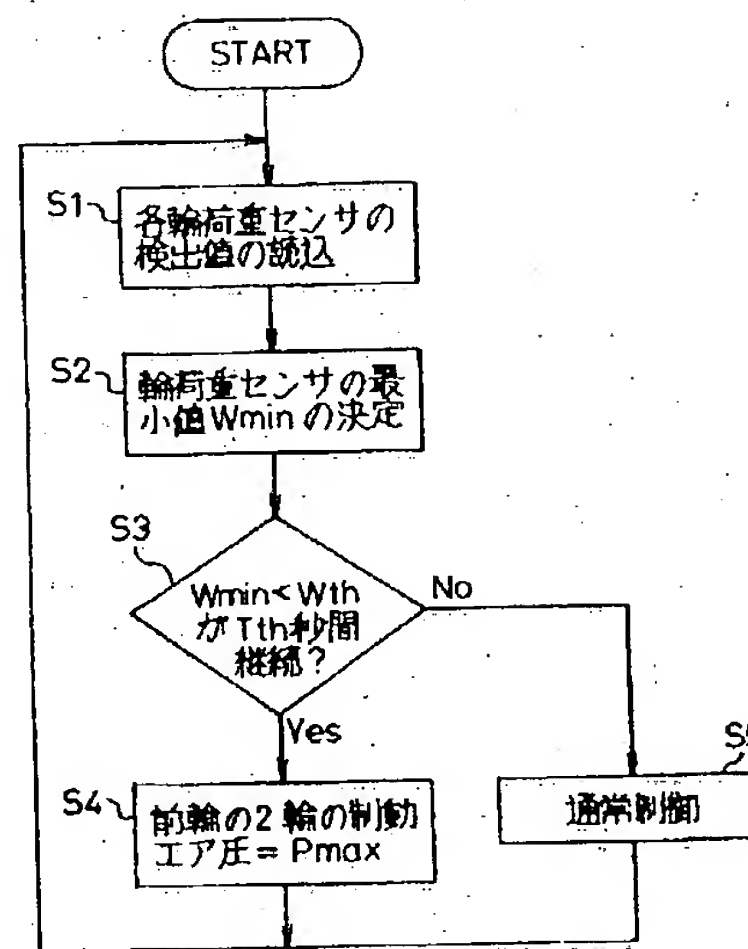 START
S1
各輪荷重センサの
検出値の読込
S2
輪荷重センサの最
小値Wminの決定
S3
Wmin<Wth
がTth秒間
継続?
No
Yes
S4
前輪の2輪の制動
エア圧=Pmax
S5
通常制御